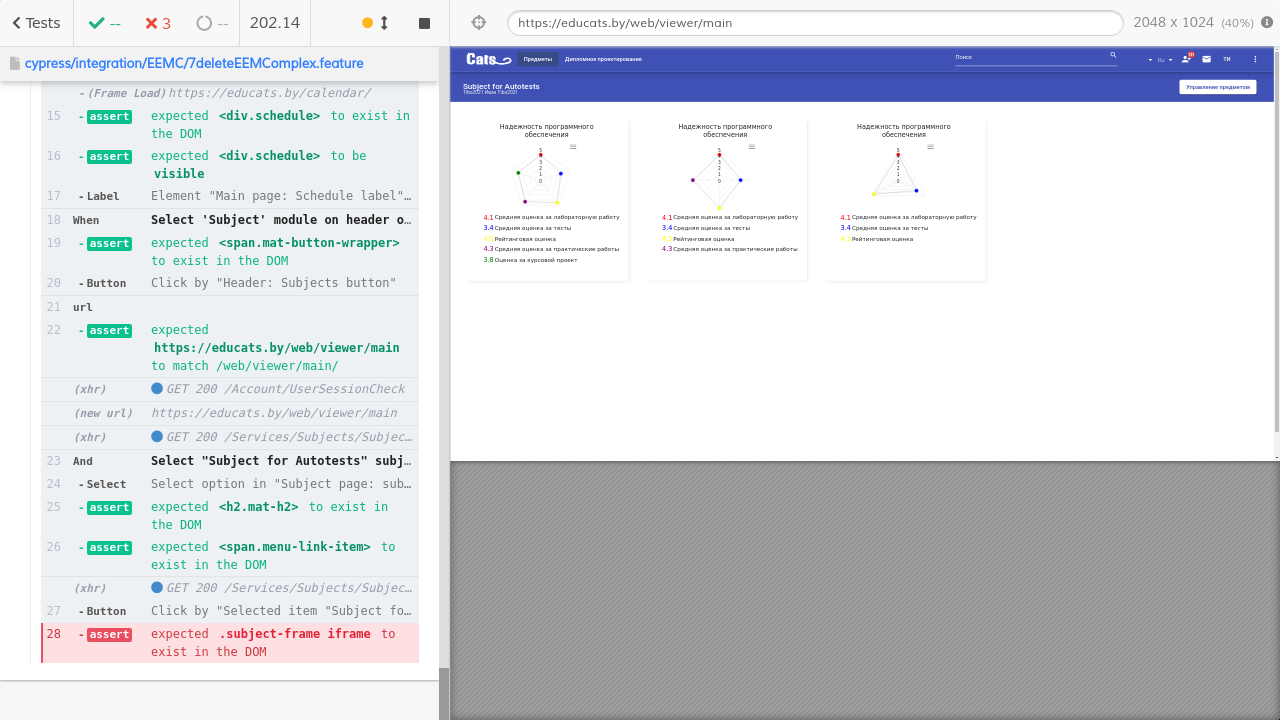 Tests
--
3
--
202.14
https://educats.by/web/viewer/main
2048 x 1024 (40%)
cypress/integration/EEMC/7deleteEEMComplex.feature
-(Frame Load) https://educats.by/calendar/
15 -assert expected <div.schedule> to exist in
the DOM
16 -assert expected <div.schedule> to be
visible
17 -Label Element "Main page: Schedule label"…
18 When Select 'Subject' module on header o…
19 -assert expected <span.mat-button-wrapper>
to exist in the DOM
20 -Button Click by "Header: Subjects button"
21 url
22 -assert expected
https://educats.by/web/viewer/main
to match /web/viewer/main/
(xhr) GET 200 /Account/UserSessionCheck
(new url) https://educats.by/web/viewer/main
(xhr) GET 200 /Services/Subjects/Subjec…
23 And Select "Subject for Autotests" subj…
24 -Select Select option in "Subject page: sub…
25 -assert expected <h2.mat-h2> to exist in
the DOM
26 -assert expected <span.menu-link-item> to
exist in the DOM
(xhr) GET 200 /Services/Subjects/Subjec…
27 -Button Click by "Selected item "Subject fo…
28 -assert expected .subject-frame iframe to
exist in the DOM
Cats
Предметы
Дипломное проектирование
Поиск
Ru
ТИ
Subject for Autotests
Управление предметом
Надежность программного
обеспечения
5
3
2
1
0
4.1 Средняя оценка за лабораторную работу
3.4 Средняя оценка за тесты
Рейтинговая оценка
4.3 Средняя оценка за практические работы
3.8 Оценка за курсовой проект
Надежность программного
обеспечения
5
3
2
1
0
4.1 Средняя оценка за лабораторную работу
3.4 Средняя оценка за тесты
Рейтинговая оценка
4.3 Средняя оценка за практические работы
Надежность программного
обеспечения
5
3
2
1
0
4.1 Средняя оценка за лабораторную работу
3.4 Средняя оценка за тесты
Рейтинговая оценка